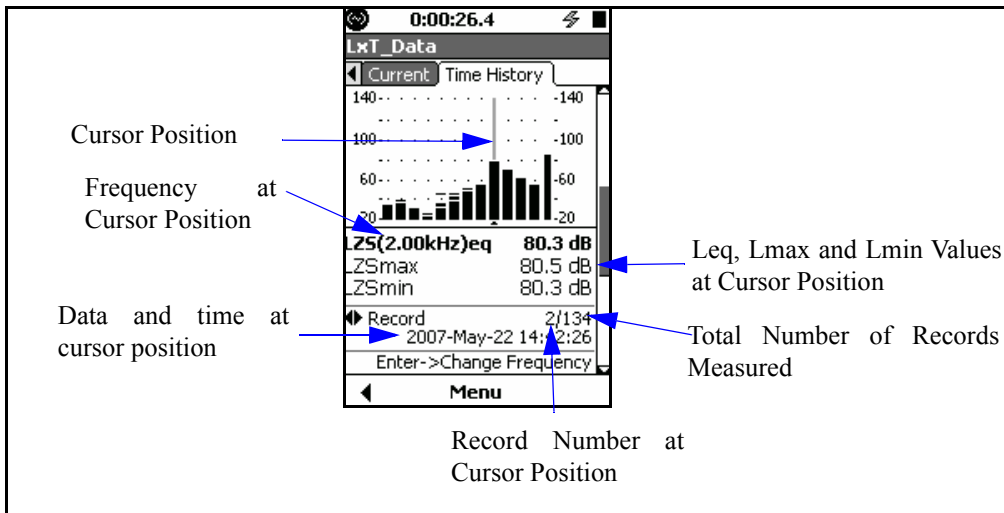 0:00:26.4
LxT_Data
Current Time History
140 -140
100 -100
60 -60
20 -20
LZS(2.00kHz)eq 80.3 dB
LZSmax 80.5 dB
LZSmin 80.3 dB
Record 2/134
2007-May-22 14: 2:26
Enter->Change Frequency
Menu
Cursor Position
Frequency at
Cursor Position
Data and time at
cursor position
Leq, Lmax and Lmin Values
at Cursor Position
Total Number of Records
Measured
Record Number at
Cursor Position